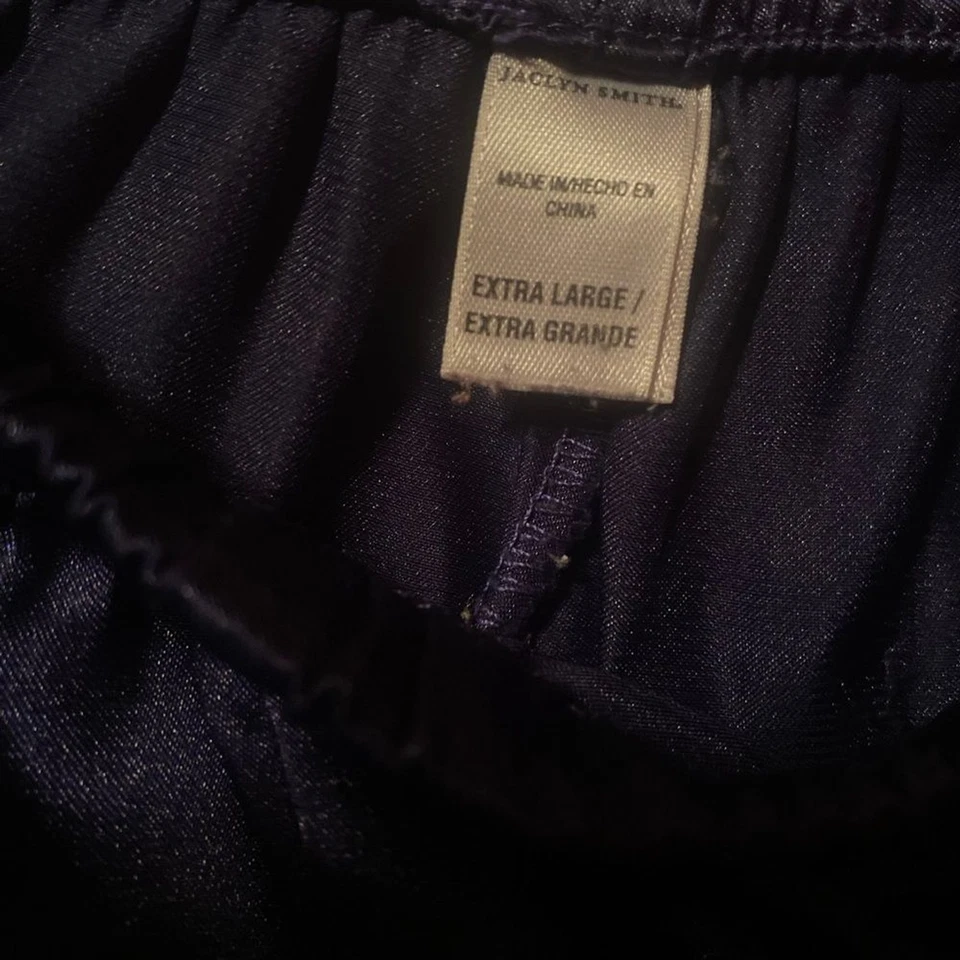 JACLYN SMITH.
MADE IN/HECHO EN
CHINA
EXTRA LARGE /
EXTRA GRANDE